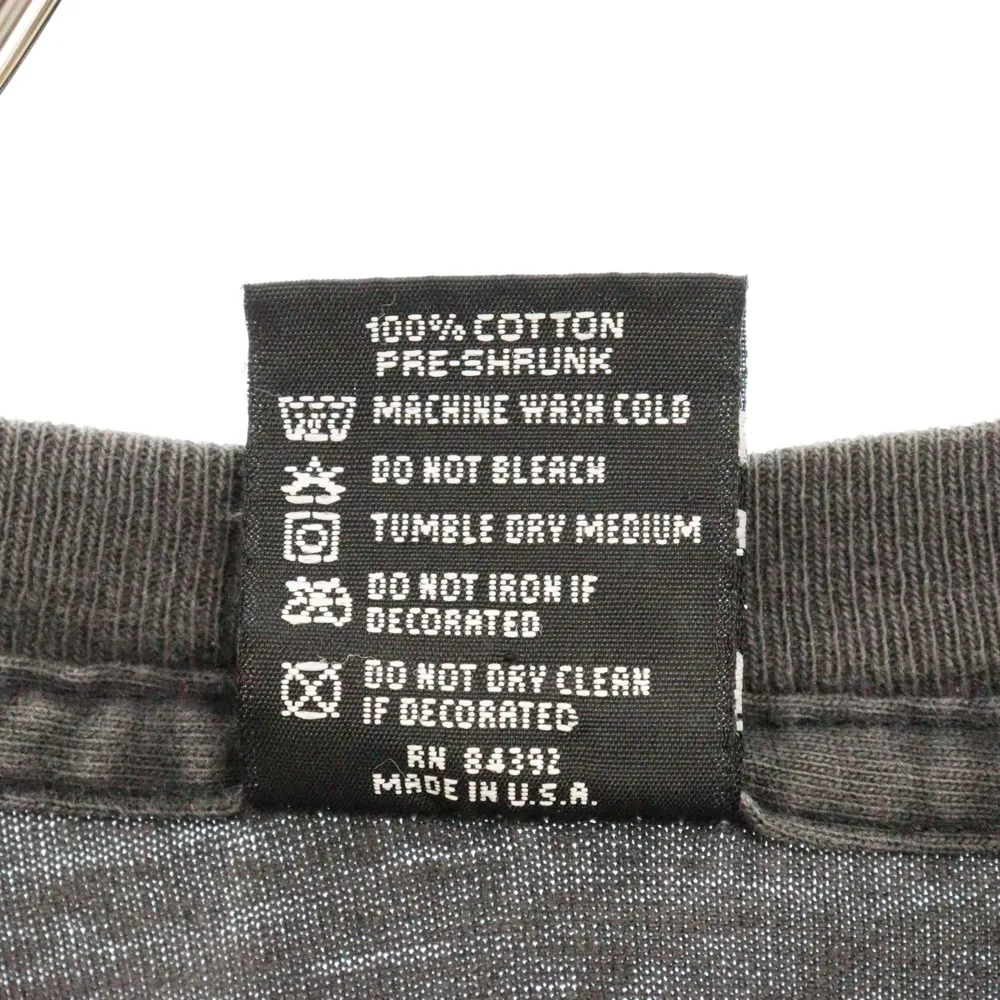 100% COTTON
PRE-SHRUNK
MACHINE WASH COLD
DO NOT BLEACH
TUMBLE DRY MEDIUM
DO NOT IRON IF
DECORATED
DO NOT DRY CLEAN
IF DECORATED
RN 84392
MADE IN U.S.A.